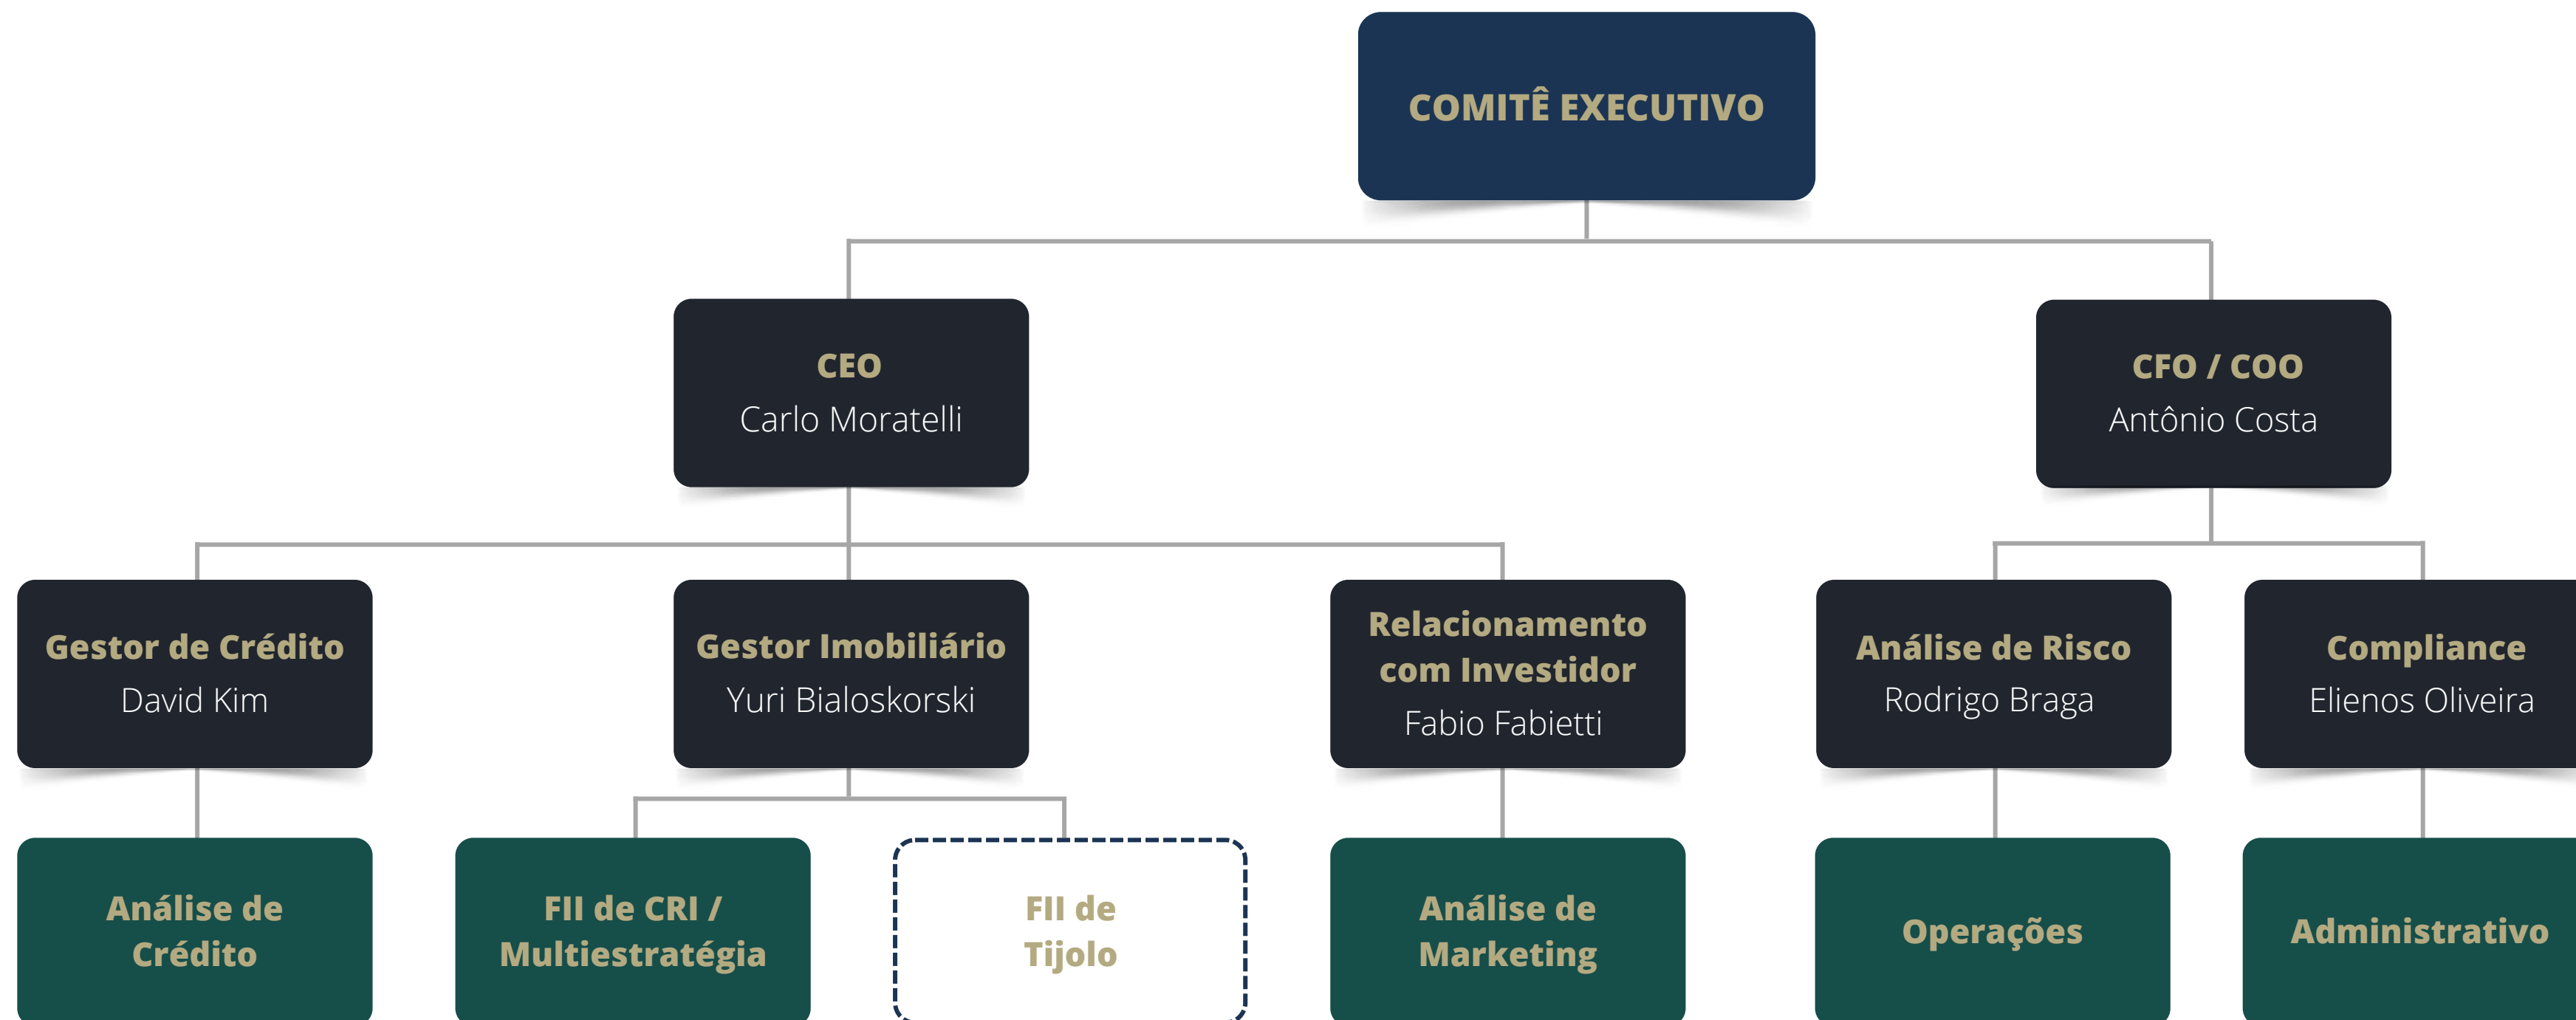 COMITÊ EXECUTIVO
CEO
Carlo Moratelli
CFO / COO
Antônio Costa
Gestor de Crédito
David Kim
Gestor Imobiliário
Yuri Bialoskorski
Relacionamento
com Investidor
Fabio Fabietti
Análise de Risco
Rodrigo Braga
Compliance
Elienos Oliveira
Análise de
Crédito
FII de CRI /
Multiestratégia
FII de
Tijolo
Análise de
Marketing
Operações
Administrativo